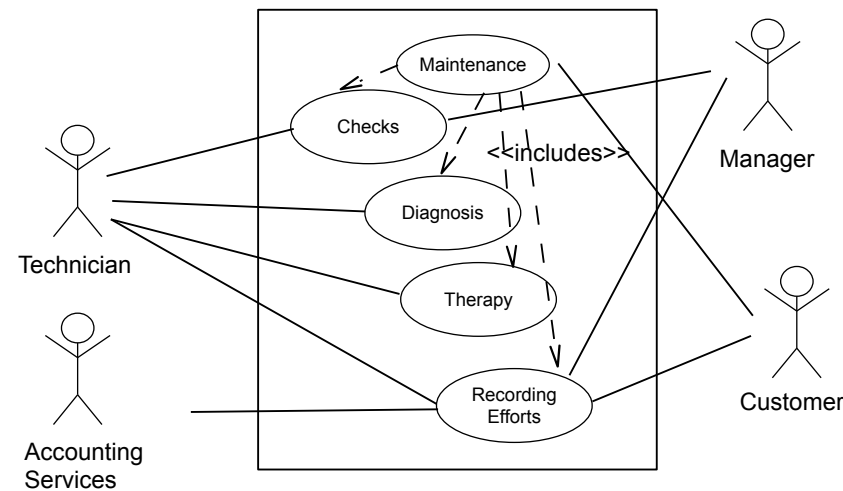 Maintenance
Checks
<<includes>>
Manager
Diagnosis
Technician
Therapy
Recording
Efforts
Customer
Accounting
Services